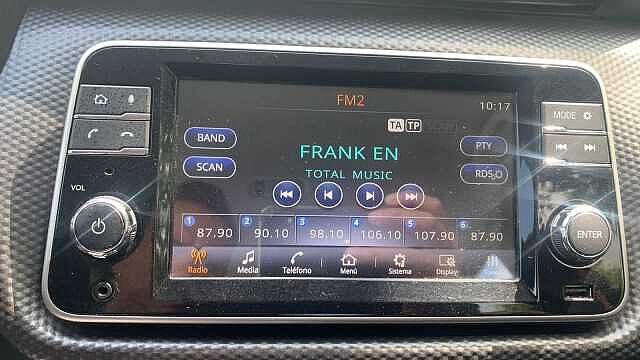 FM2
10:17
TA TP
BAND
FRANK EN
PTY
SCAN
TOTAL MUSIC
RDS-O
1 87.90 2 90.10 3 98.10 4 106.10 5 107.90 6 87.90
Radio Media Teléfono Menú Sistema Display
VOL
MODE
ENTER